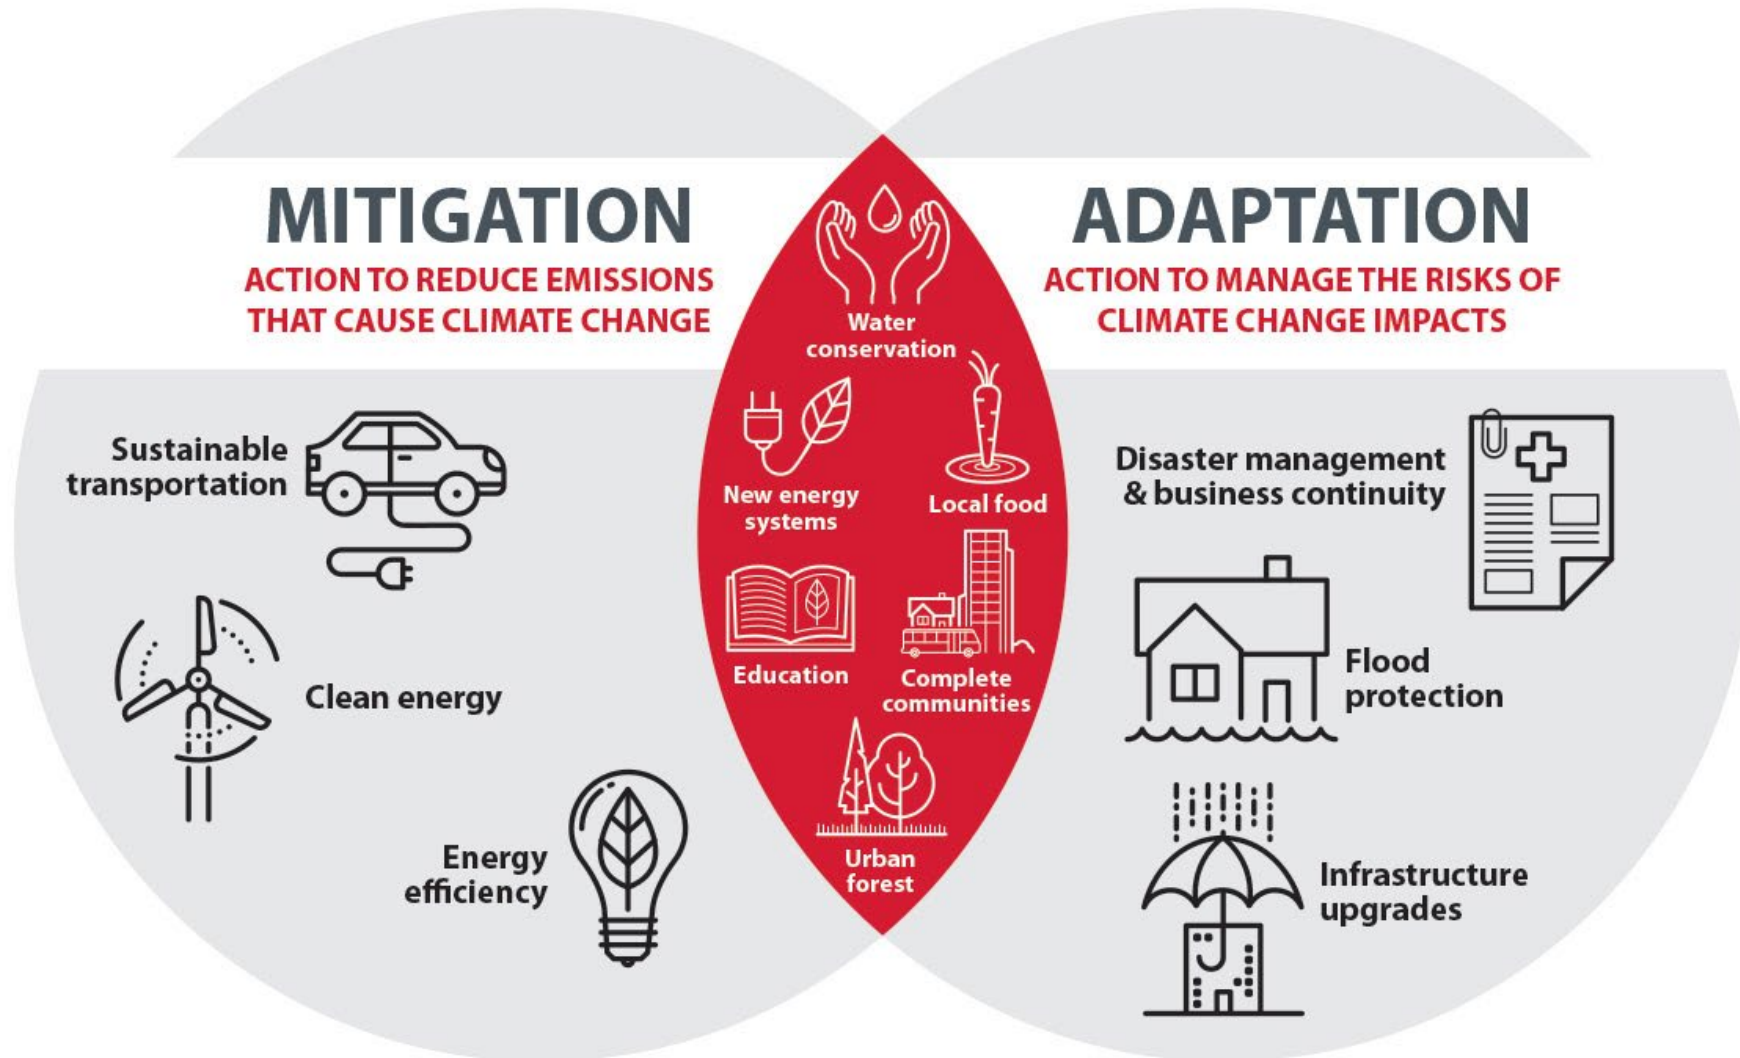 MITIGATION
ACTION TO REDUCE EMISSIONS
THAT CAUSE CLIMATE CHANGE
Sustainable
transportation
Clean energy
Energy
efficiency
Water
conservation
New energy
systems
Local food
Education
Complete
communities
Urban
forest
ADAPTATION
ACTION TO MANAGE THE RISKS OF
CLIMATE CHANGE IMPACTS
Disaster management
& business continuity
Flood
protection
Infrastructure
upgrades